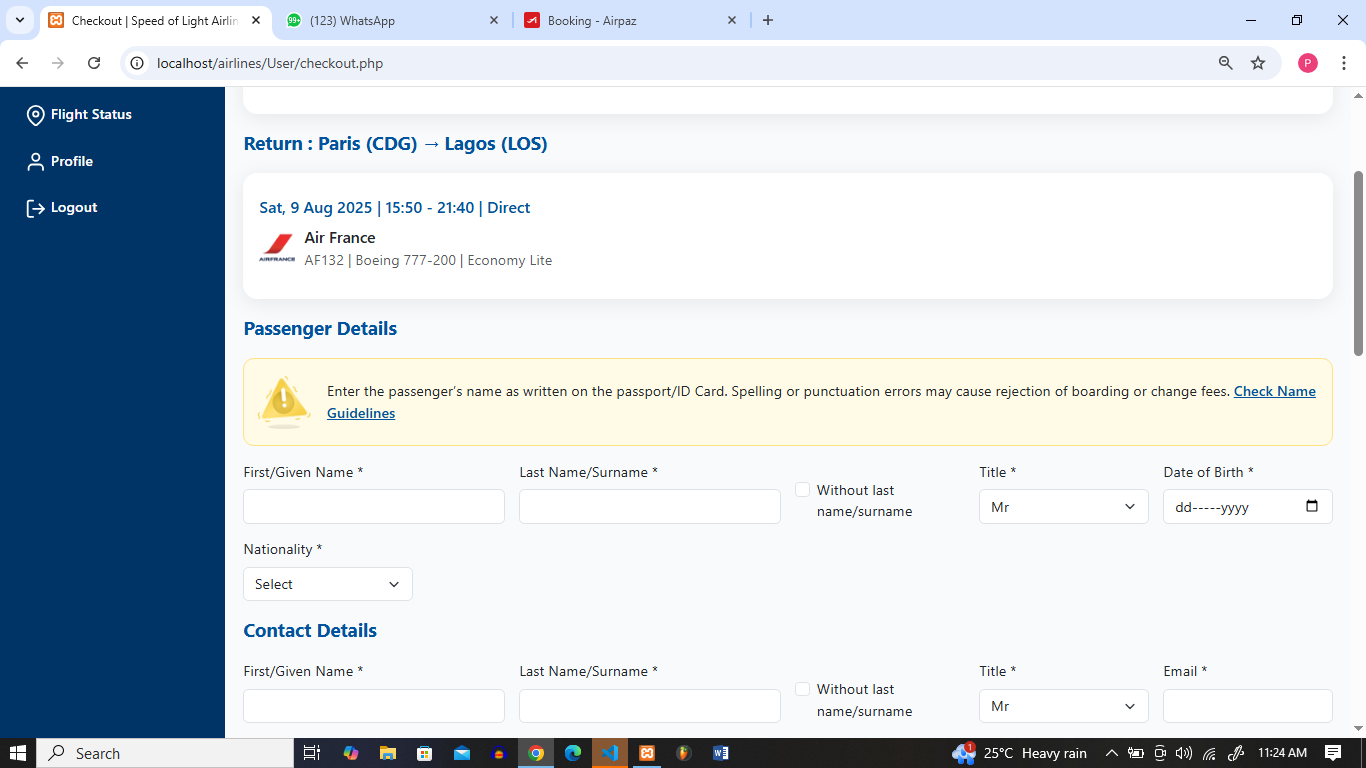 Checkout | Speed of Light Airlin
(123) WhatsApp
Booking - Airpaz
localhost/airlines/User/checkout.php
P
99+
Flight Status
Profile
Logout
Return : Paris (CDG) → Lagos (LOS)
Sat, 9 Aug 2025 | 15:50 - 21:40 | Direct
AIRFRANCE
Air France
AF132 | Boeing 777-200 | Economy Lite
Passenger Details
Enter the passenger's name as written on the passport/ID Card. Spelling or punctuation errors may cause rejection of boarding or change fees. Check Name
Guidelines
First/Given Name *
Last Name/Surname *
Without last
name/surname
Title *
Mr
Date of Birth *
dd-----yyyy
Nationality *
Select
Contact Details
First/Given Name *
Last Name/Surname *
Without last
name/surname
Title *
Mr
Email *
Search
1
25°C Heavy rain
11:24 AM